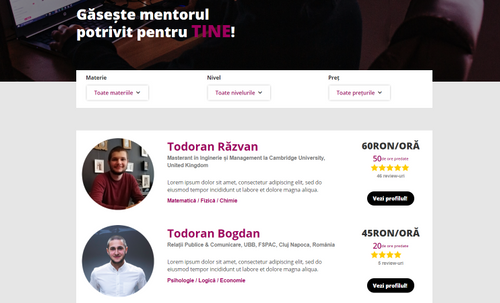 Găsește mentorul
potrivit pentru TINE!
Materie
Nivel
Preț
Toate materiile
Toate nivelurile
Toate prețurile
Todoran Răzvan
Masterant in Inginerie și Management la Cambridge University,
United Kingdom
Lorem ipsum dolor sit amet, consectetur adipiscing elit, sed do
eiusmod tempor incididunt ut labore et dolore magna aliqua.
Matematica / Fizică / Chimie
60RON/ORĂ
50 de ore predate
46 review-uri
Vezi profilul!
Todoran Bogdan
Relații Publice & Comunicare, UBB, FSPAC, Cluj Napoca, România
Lorem ipsum dolor sit amet, consectetur adipiscing elit, sed do
eiusmod tempor incididunt ut labore et dolore magna aliqua.
Psihologie / Logică / Economie
45RON/ORĂ
20 de ore predate
8 review-uri
Vezi profilul!